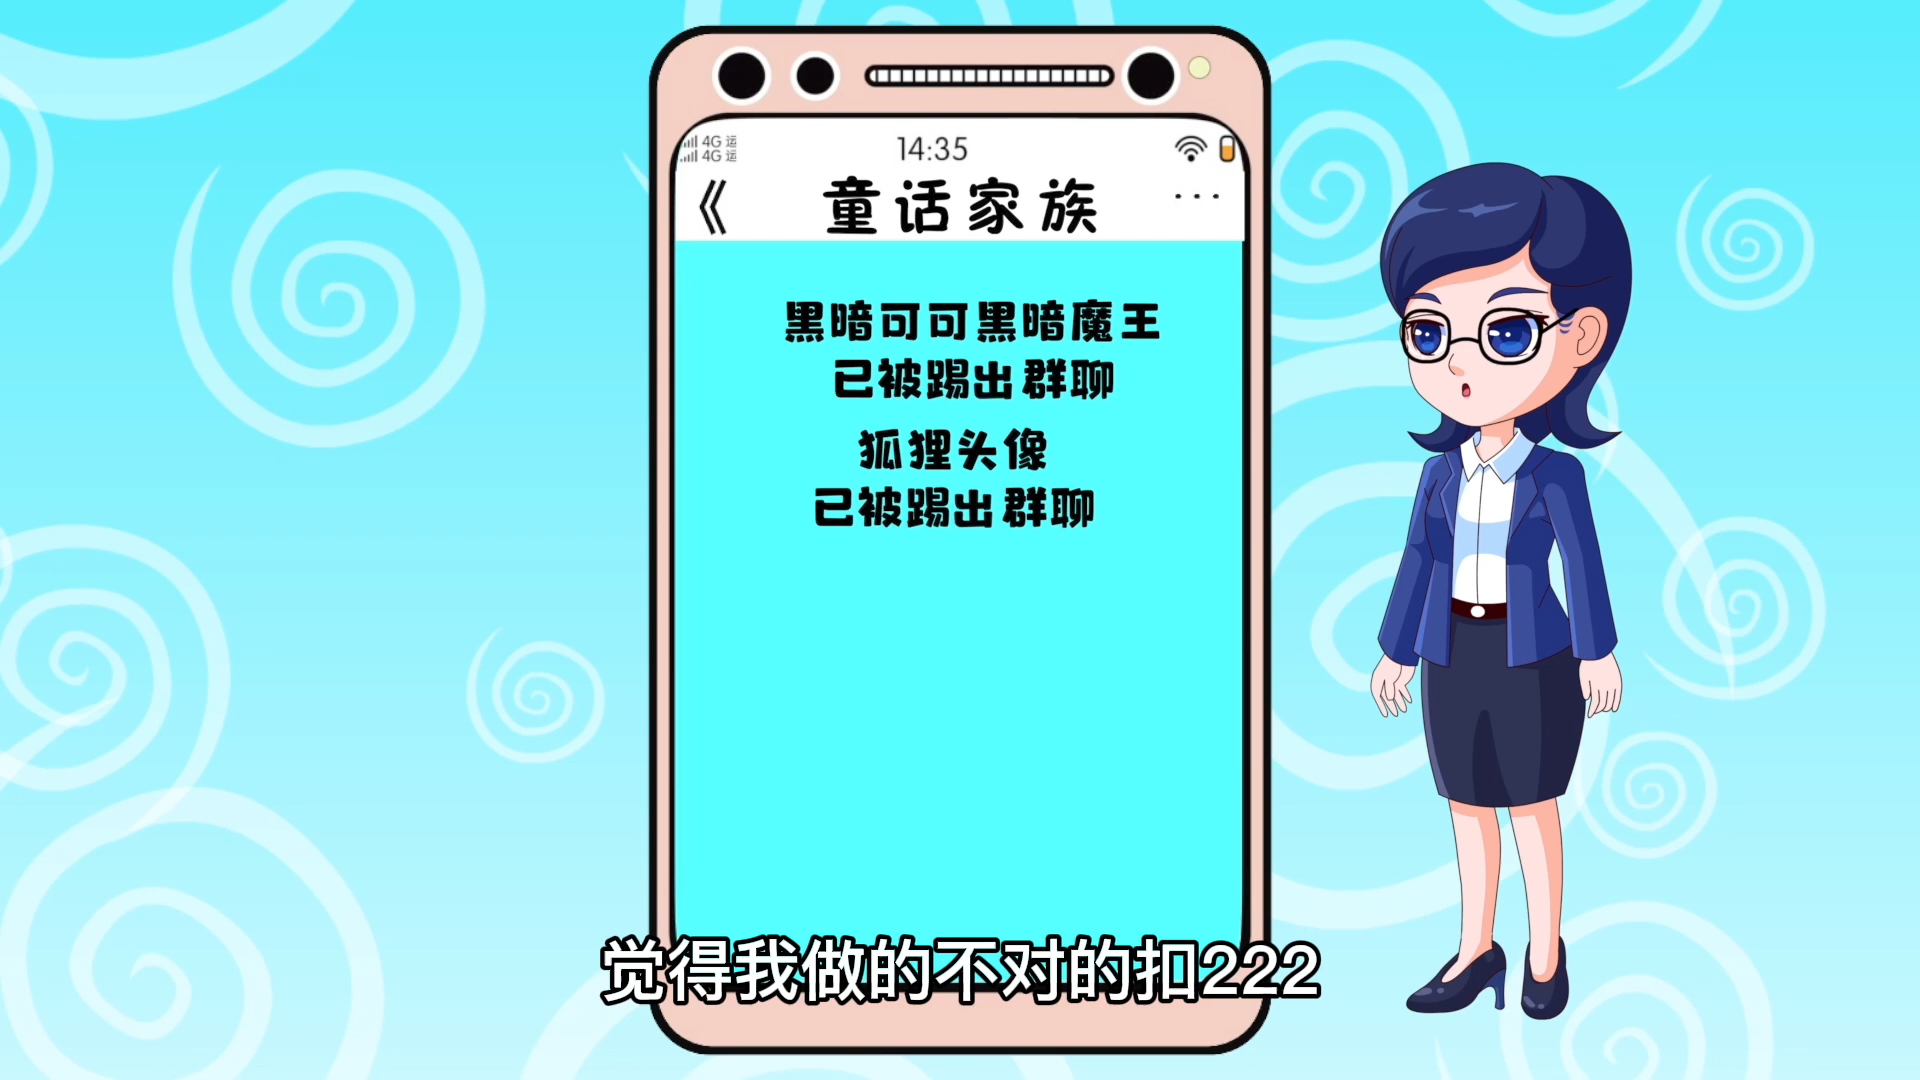 4G 运
4G 运
14:35
《 童话家族 ...
黑暗可可黑暗魔王
已被踢出群聊
狐狸头像
已被踢出群聊
觉得我做的不对的扣222